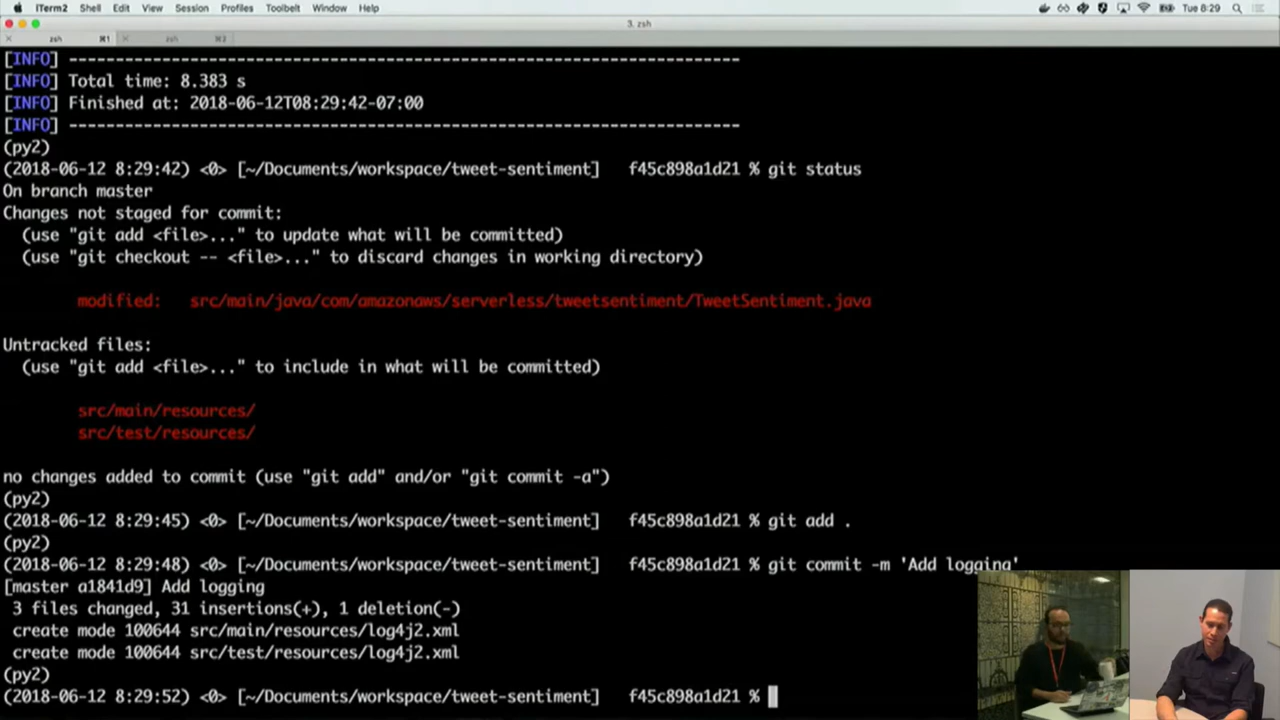 iTerm2 Shell Edit View Session Profiles Toolbelt Window Help Tue 8:29
3. zsh
zsh ⌘1 zsh ⌘2
[INFO] ------------------------------------------------------------------------
[INFO] Total time: 8.383 s
[INFO] Finished at: 2018-06-12T08:29:42-07:00
[INFO] ------------------------------------------------------------------------
(py2)
(2018-06-12 8:29:42) <0> [~/Documents/workspace/tweet-sentiment] f45c898a1d21 % git status
On branch master
Changes not staged for commit:
(use "git add <file>..." to update what will be committed)
(use "git checkout -- <file>..." to discard changes in working directory)
modified: src/main/java/com/amazonaws/serverless/tweetsentiment/TweetSentiment.java
Untracked files:
(use "git add <file>..." to include in what will be committed)
src/main/resources/
src/test/resources/
no changes added to commit (use "git add" and/or "git commit -a")
(py2)
(2018-06-12 8:29:45) <0> [~/Documents/workspace/tweet-sentiment] f45c898a1d21 % git add .
(py2)
(2018-06-12 8:29:48) <0> [~/Documents/workspace/tweet-sentiment] f45c898a1d21 % git commit -m 'Add logging'
[master a1841d9] Add logging
3 files changed, 31 insertions(+), 1 deletion(-)
create mode 100644 src/main/resources/log4j2.xml
create mode 100644 src/test/resources/log4j2.xml
(py2)
(2018-06-12 8:29:52) <0> [~/Documents/workspace/tweet-sentiment] f45c898a1d21 %